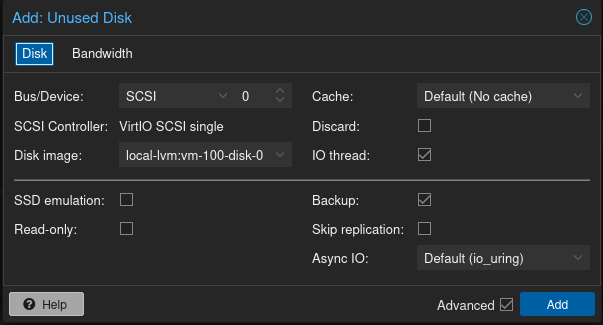 Add: Unused Disk
Disk Bandwidth
Bus/Device: SCSI 0 Cache: Default (No cache)
SCSI Controller: VirtIO SCSI single Discard:
Disk image: local-lvm:vm-100-disk-0 IO thread:
SSD emulation: Backup:
Read-only: Skip replication:
Async IO: Default (io_uring)
Help Advanced Add